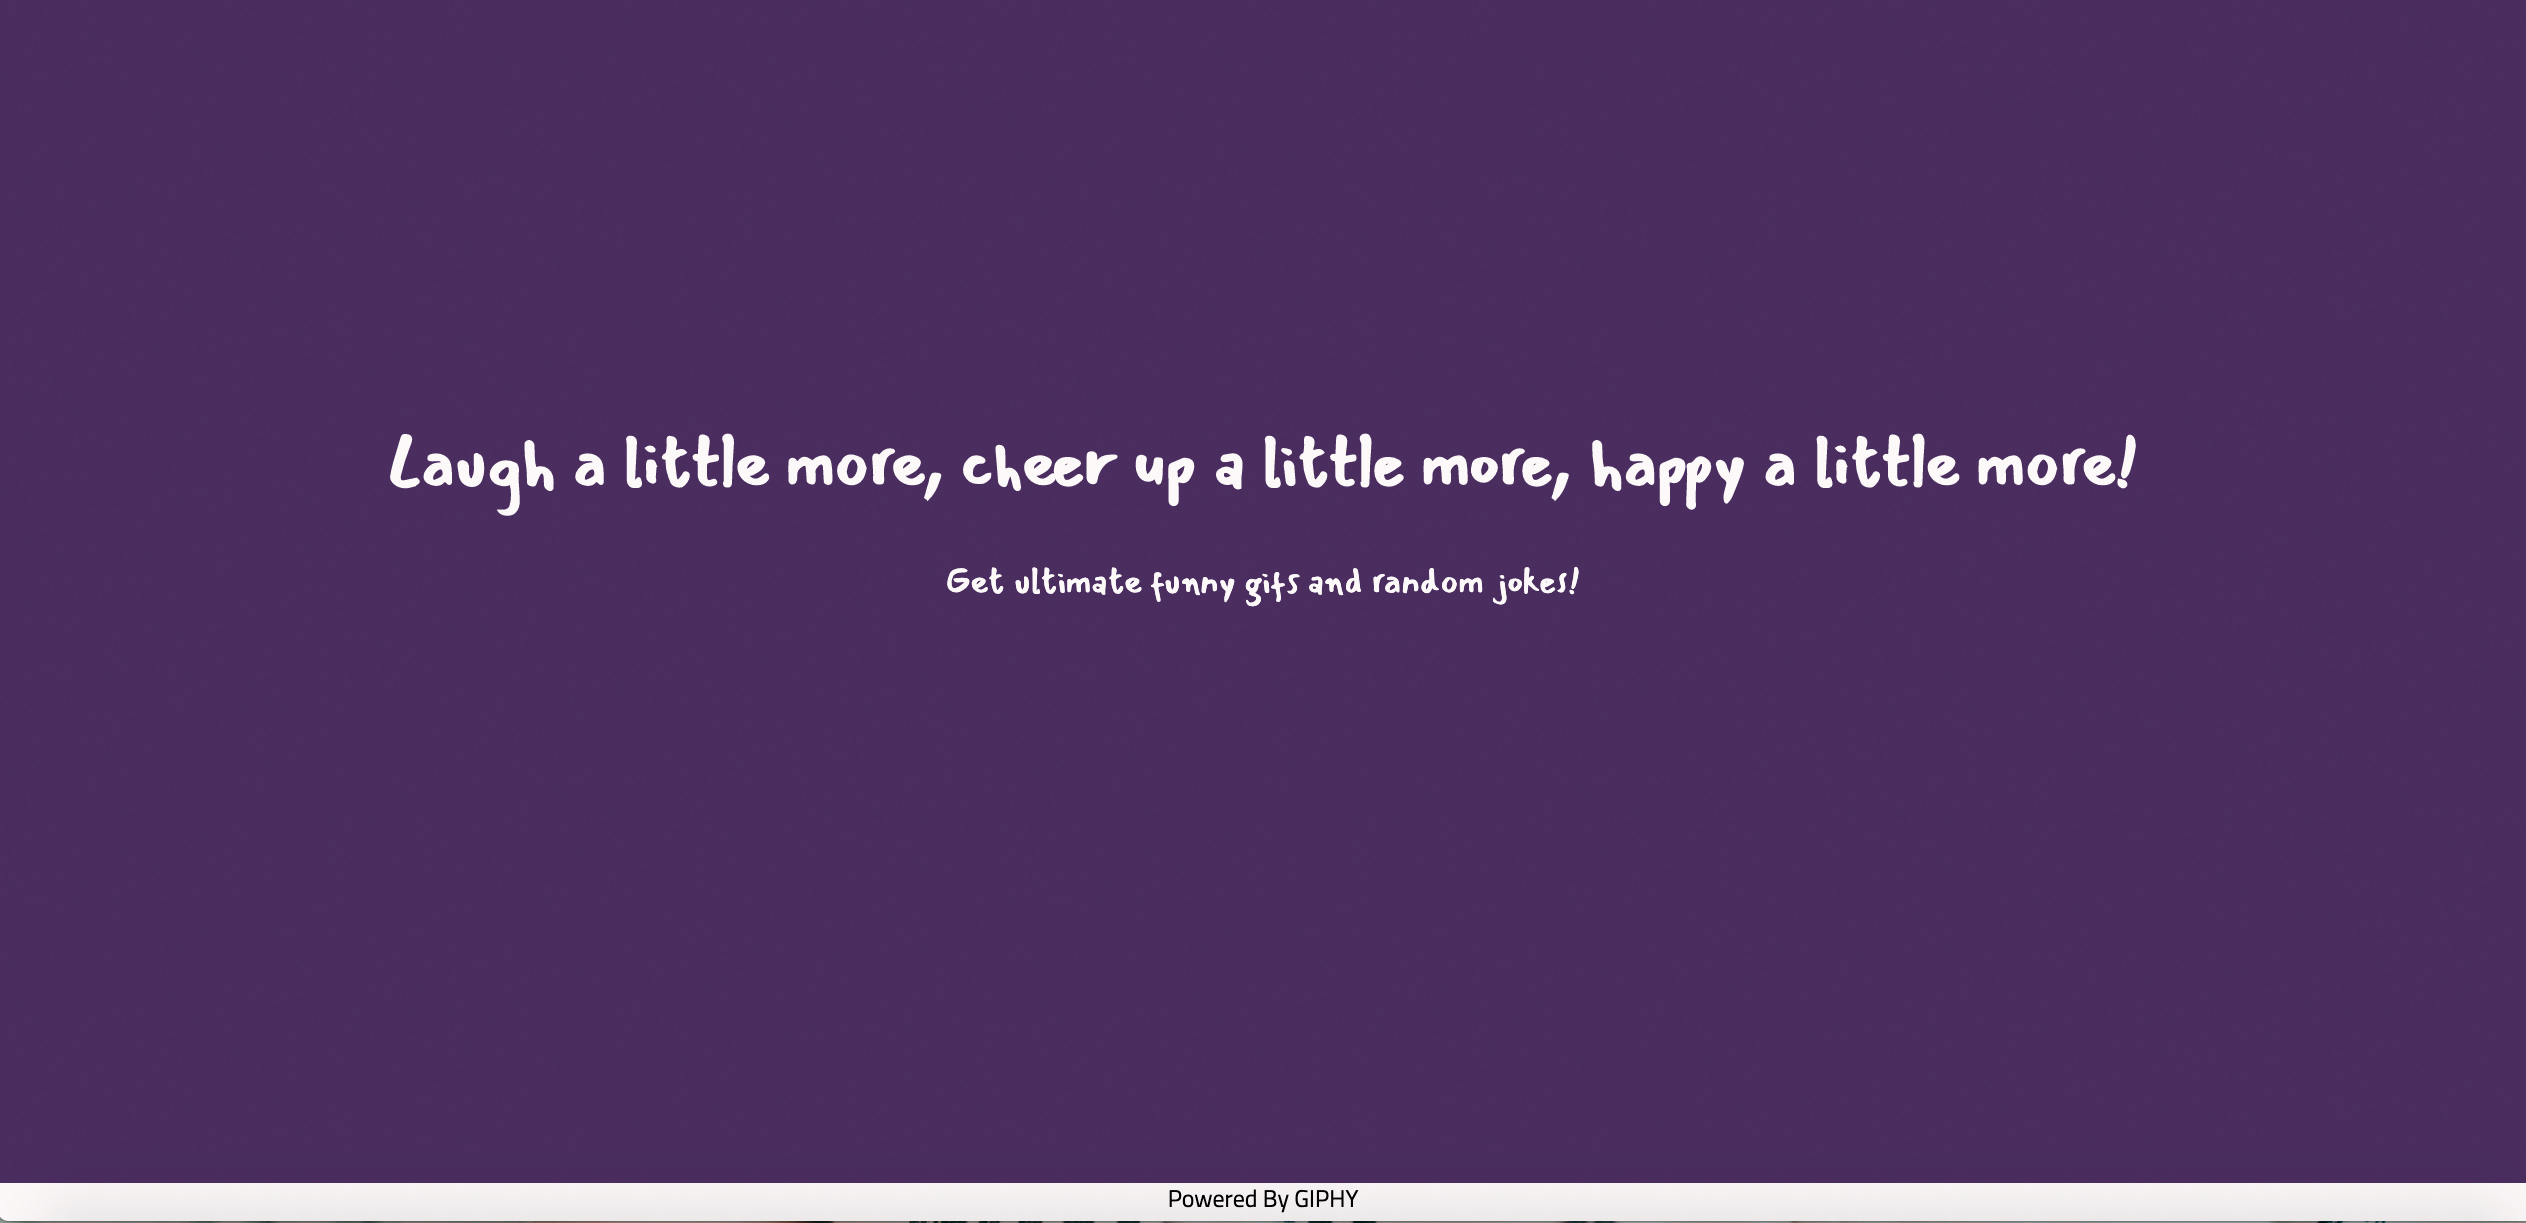 Laugh a little more, cheer up a little more, happy a little more!
Get ultimate funny gifs and random jokes!
Powered By GIPHY